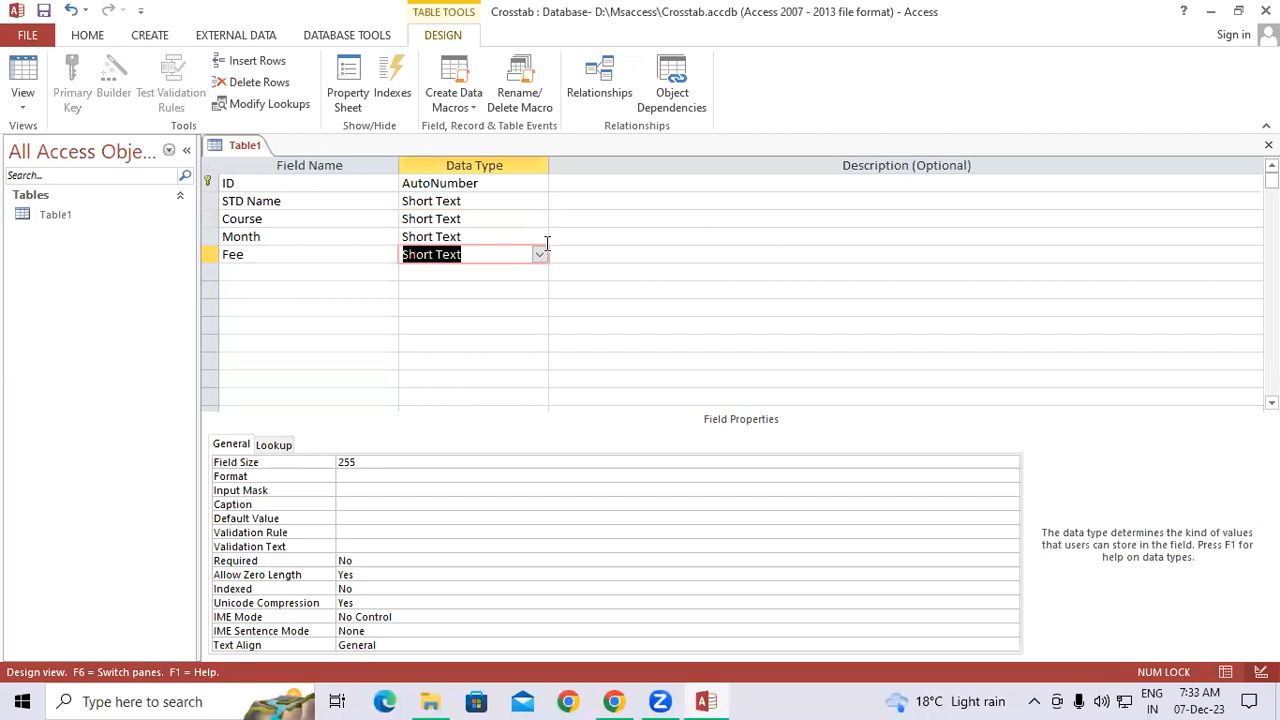 TABLE TOOLS
Crosstab : Database- D:\Msaccess\Crosstab.accdb (Access 2007 - 2013 file format) - Access
?
FILE HOME CREATE EXTERNAL DATA DATABASE TOOLS DESIGN
Sign in
View
Primary Key
Builder
Test Validation Rules
Insert Rows
Delete Rows
Modify Lookups
Property Sheet
Indexes
Create Data Macros
Rename/ Delete Macro
Relationships
Object Dependencies
Views Tools Show/Hide Field, Record & Table Events Relationships
All Access Obje...
Search...
Tables
Table1
Table1
Field Name Data Type Description (Optional)
ID AutoNumber
STD Name Short Text
Course Short Text
Month Short Text
Fee Short Text
Field Properties
General Lookup
Field Size 255
Format
Input Mask
Caption
Default Value
Validation Rule
Validation Text
Required No
Allow Zero Length Yes
Indexed No
Unicode Compression Yes
IME Mode No Control
IME Sentence Mode None
Text Align General
The data type determines the kind of values
that users can store in the field. Press F1 for
help on data types.
Design view. F6 = Switch panes. F1 = Help.
NUM LOCK
Type here to search
18°C Light rain
ENG
IN
7:33 AM
07-Dec-23